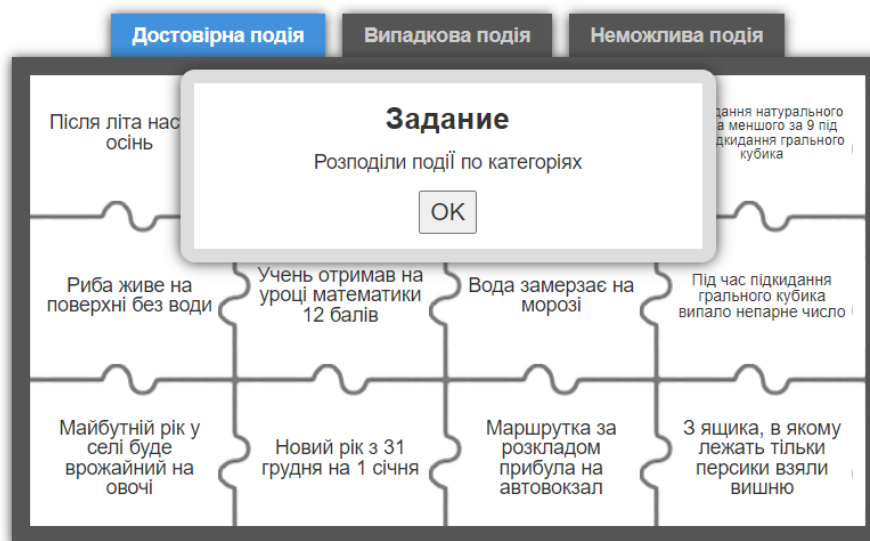 Достовірна подія
Випадкова подія
Неможлива подія
Після літа нас
осінь
Задание
Розподіли події по категоріях
OK
дання натурального
а меншого за 9 під
дкидання грального
кубика
Риба живе на
поверхні без води
Учень отримав на
уроці математики
12 балів
Вода замерзає на
морозі
Під час підкидання
грального кубика
випало непарне число
Майбутній рік у
селі буде
врожайний на
овочі
Новий рік з 31
грудня на 1 січня
Маршрутка за
розкладом
прибула на
автовокзал
З ящика, в якому
лежать тільки
персики взяли
вишню